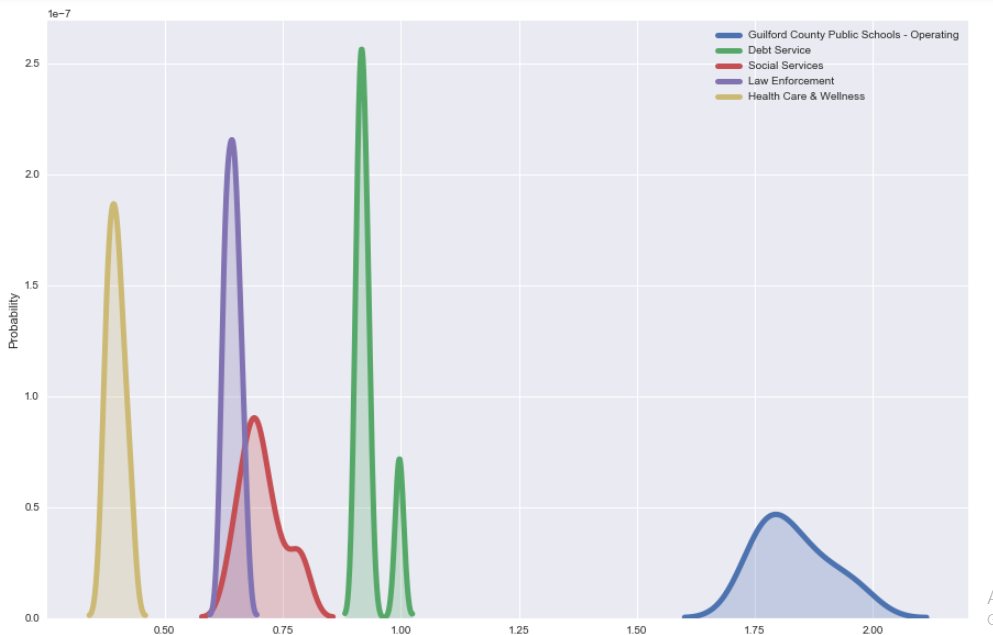 1e−7
Guilford County Public Schools - Operating
Debt Service
Social Services
Law Enforcement
Health Care & Wellness
2.5
2.0
1.5
1.0
0.5
0.0
Probability
0.50 0.75 1.00 1.25 1.50 1.75 2.00